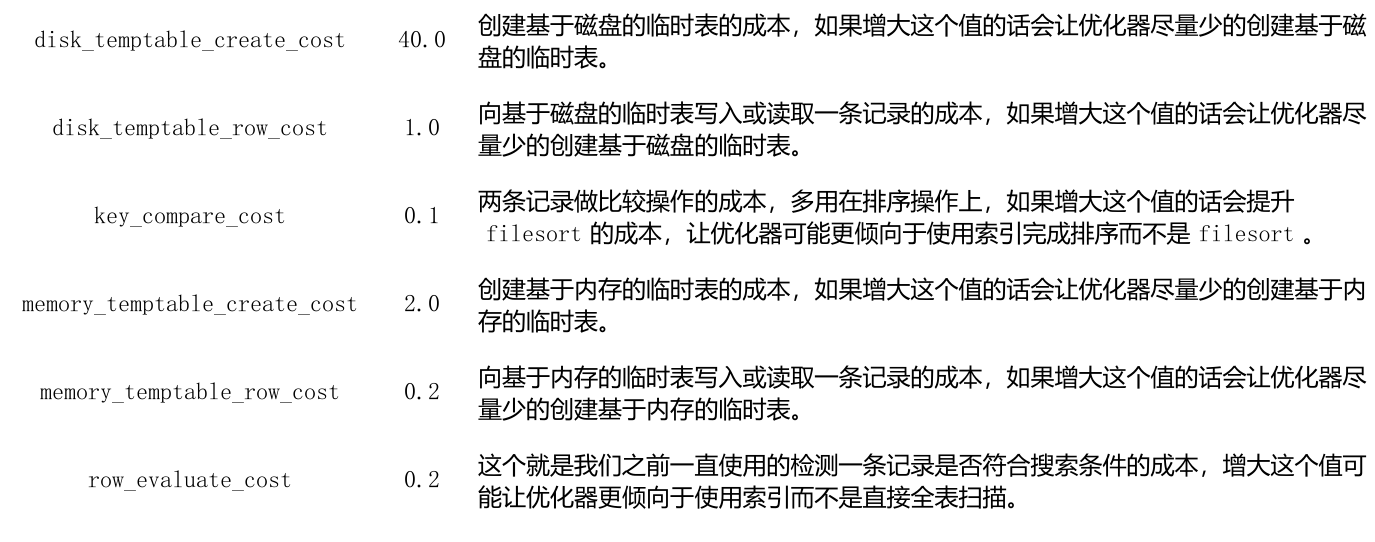 disk_temptable_create_cost 40.0 创建基于磁盘的临时表的成本，如果增大这个值的话会让优化器尽量少的创建基于磁
盘的临时表。
disk_temptable_row_cost 1.0 向基于磁盘的临时表写入或读取一条记录的成本，如果增大这个值的话会让优化器尽
量少的创建基于磁盘的临时表。
key_compare_cost 0.1 两条记录做比较操作的成本，多用在排序操作上，如果增大这个值的话会提升
filesort 的成本，让优化器可能更倾向于使用索引完成排序而不是 filesort 。
memory_temptable_create_cost 2.0 创建基于内存的临时表的成本，如果增大这个值的话会让优化器尽量少的创建基于内
存的临时表。
memory_temptable_row_cost 0.2 向基于内存的临时表写入或读取一条记录的成本，如果增大这个值的话会让优化器尽
量少的创建基于内存的临时表。
row_evaluate_cost 0.2 这个就是我们之前一直使用的检测一条记录是否符合搜索条件的成本，增大这个值可
能让优化器更倾向于使用索引而不是直接全表扫描。